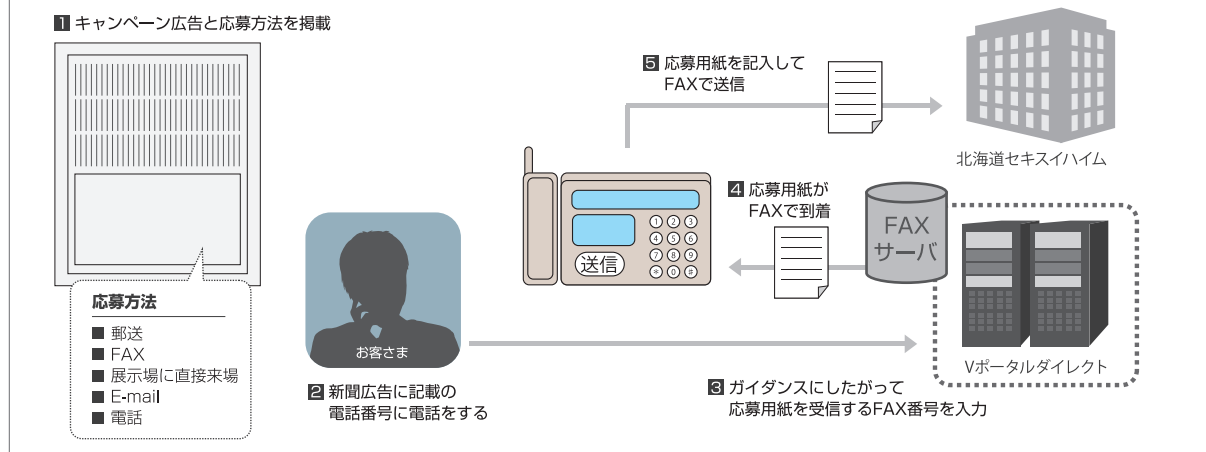 1 キャンペーン広告と応募方法を掲載
応募方法
■ 郵送
■ FAX
■ 展示場に直接来場
■ E-mail
■ 電話
お客さま
2 新聞広告に記載の
電話番号に電話をする
3 ガイダンスにしたがって
応募用紙を受信するFAX番号を入力
Vポータルダイレクト
FAX
サーバ
4 応募用紙が
FAXで到着
1 2 3
4 5 6
7 8 9
* 0 #
送信
5 応募用紙を記入して
FAXで送信
北海道セキスイハイム